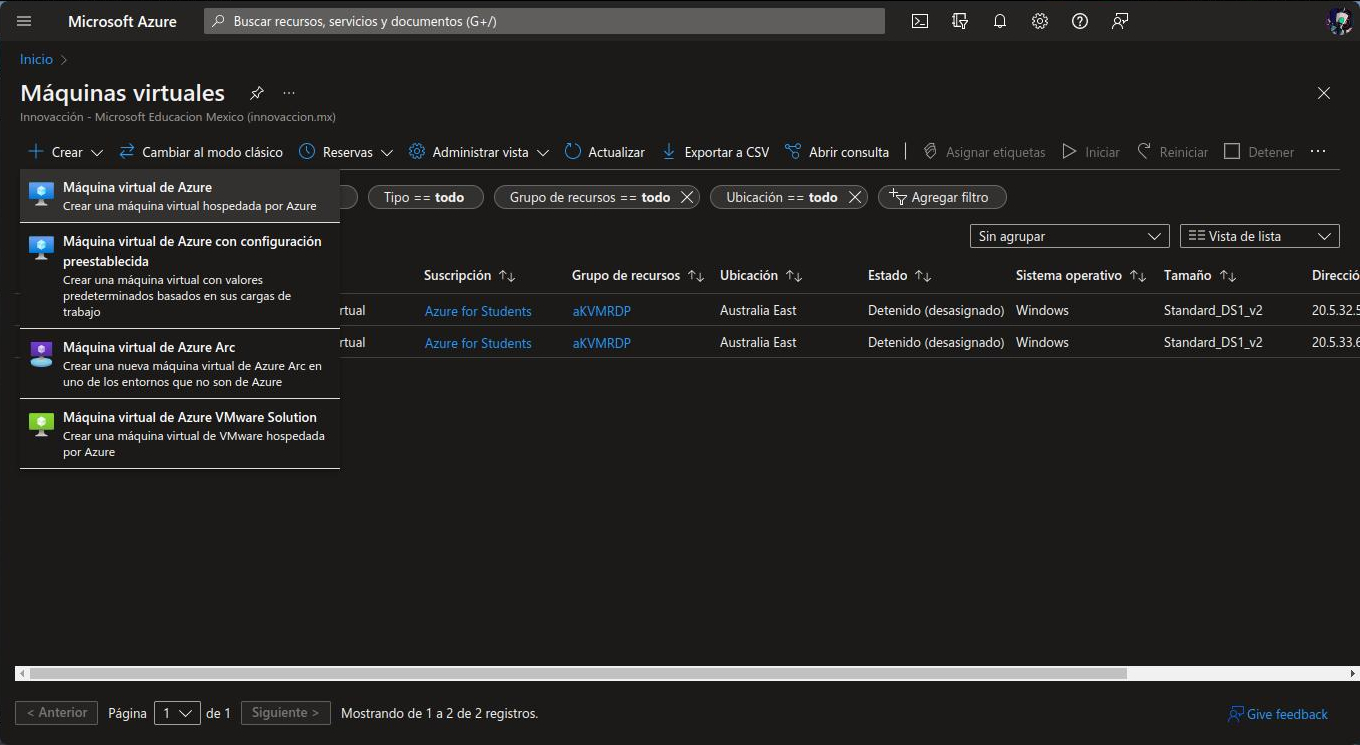 Microsoft Azure
Buscar recursos, servicios y documentos (G+/)
Inicio
Máquinas virtuales
Innovacción - Microsoft Educacion Mexico (innovaccion.mx)
Crear Cambiar al modo clásico Reservas Administrar vista Actualizar Exportar a CSV Abrir consulta Asignar etiquetas Iniciar Reiniciar Detener ...
Máquina virtual de Azure
Crear una máquina virtual hospedada por Azure
Máquina virtual de Azure con configuración
preestablecida
Crear una máquina virtual con valores
predeterminados basados en sus cargas de
trabajo
Máquina virtual de Azure Arc
Crear una nueva máquina virtual de Azure Arc en
uno de los entornos que no son de Azure
Máquina virtual de Azure VMware Solution
Crear una máquina virtual de VMware hospedada
por Azure
Tipo == todo Grupo de recursos == todo Ubicación == todo Agregar filtro
Sin agrupar Vista de lista
Suscripción Grupo de recursos Ubicación Estado Sistema operativo Tamaño Direcció
rtual Azure for Students aKVMRDP Australia East Detenido (desasignado) Windows Standard_DS1_v2 20.5.32.5
rtual Azure for Students aKVMRDP Australia East Detenido (desasignado) Windows Standard_DS1_v2 20.5.33.6
< Anterior Página 1 de 1 Siguiente > Mostrando de 1 a 2 de 2 registros.
Give feedback